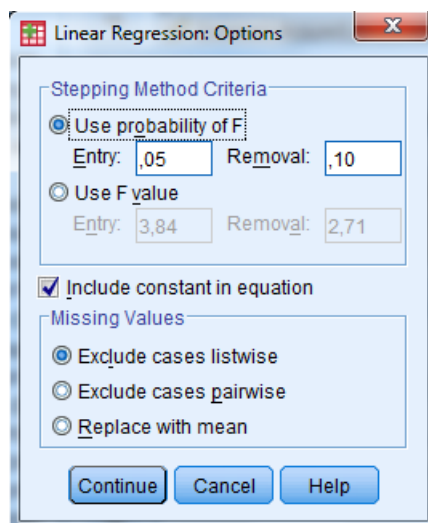 Linear Regression: Options
Stepping Method Criteria
Use probability of F
Entry: ,05 Removal: ,10
Use F value
Entry: 3,84 Removal: 2,71
Include constant in equation
Missing Values
Exclude cases listwise
Exclude cases pairwise
Replace with mean
Continue Cancel Help